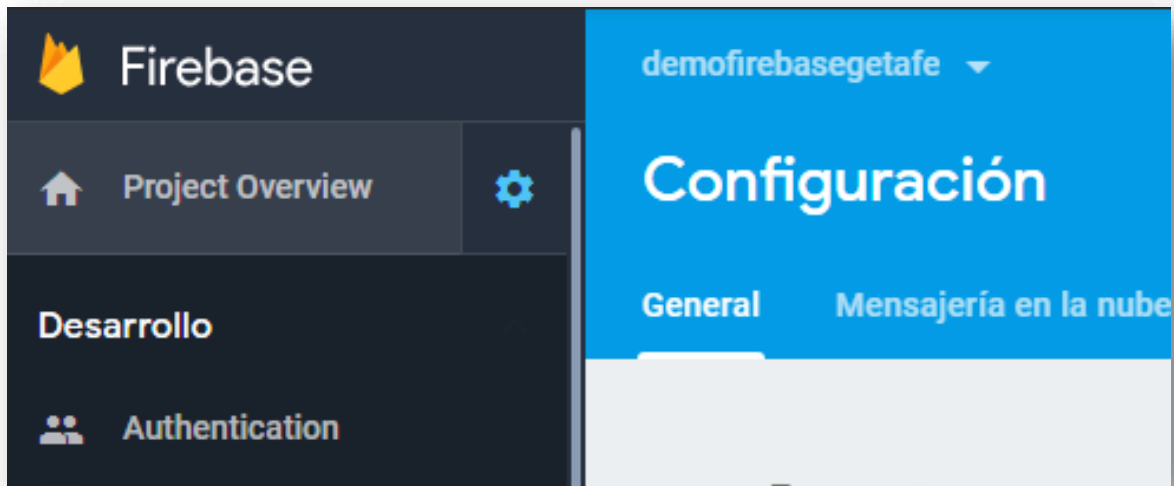 Firebase
Project Overview
Desarrollo
Authentication
demofirebasegetafe
Configuración
General
Mensajería en la nube